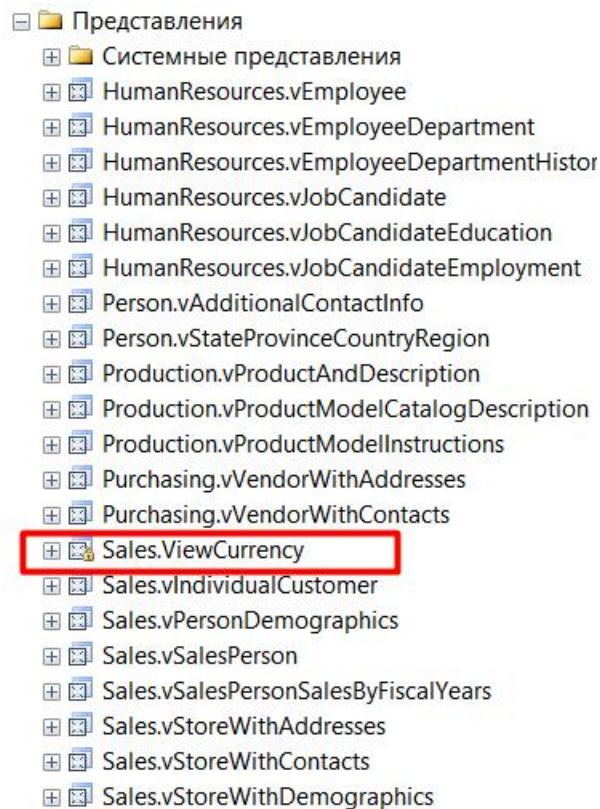 Представления
Системные представления
HumanResources.vEmployee
HumanResources.vEmployeeDepartment
HumanResources.vEmployeeDepartmentHistor
HumanResources.vJobCandidate
HumanResources.vJobCandidateEducation
HumanResources.vJobCandidateEmployment
Person.vAdditionalContactInfo
Person.vStateProvinceCountryRegion
Production.vProductAndDescription
Production.vProductModelCatalogDescription
Production.vProductModelInstructions
Purchasing.vVendorWithAddresses
Purchasing.vVendorWithContacts
Sales.ViewCurrency
Sales.vIndividualCustomer
Sales.vPersonDemographics
Sales.vSalesPerson
Sales.vSalesPersonSalesByFiscalYears
Sales.vStoreWithAddresses
Sales.vStoreWithContacts
Sales.vStoreWithDemographics